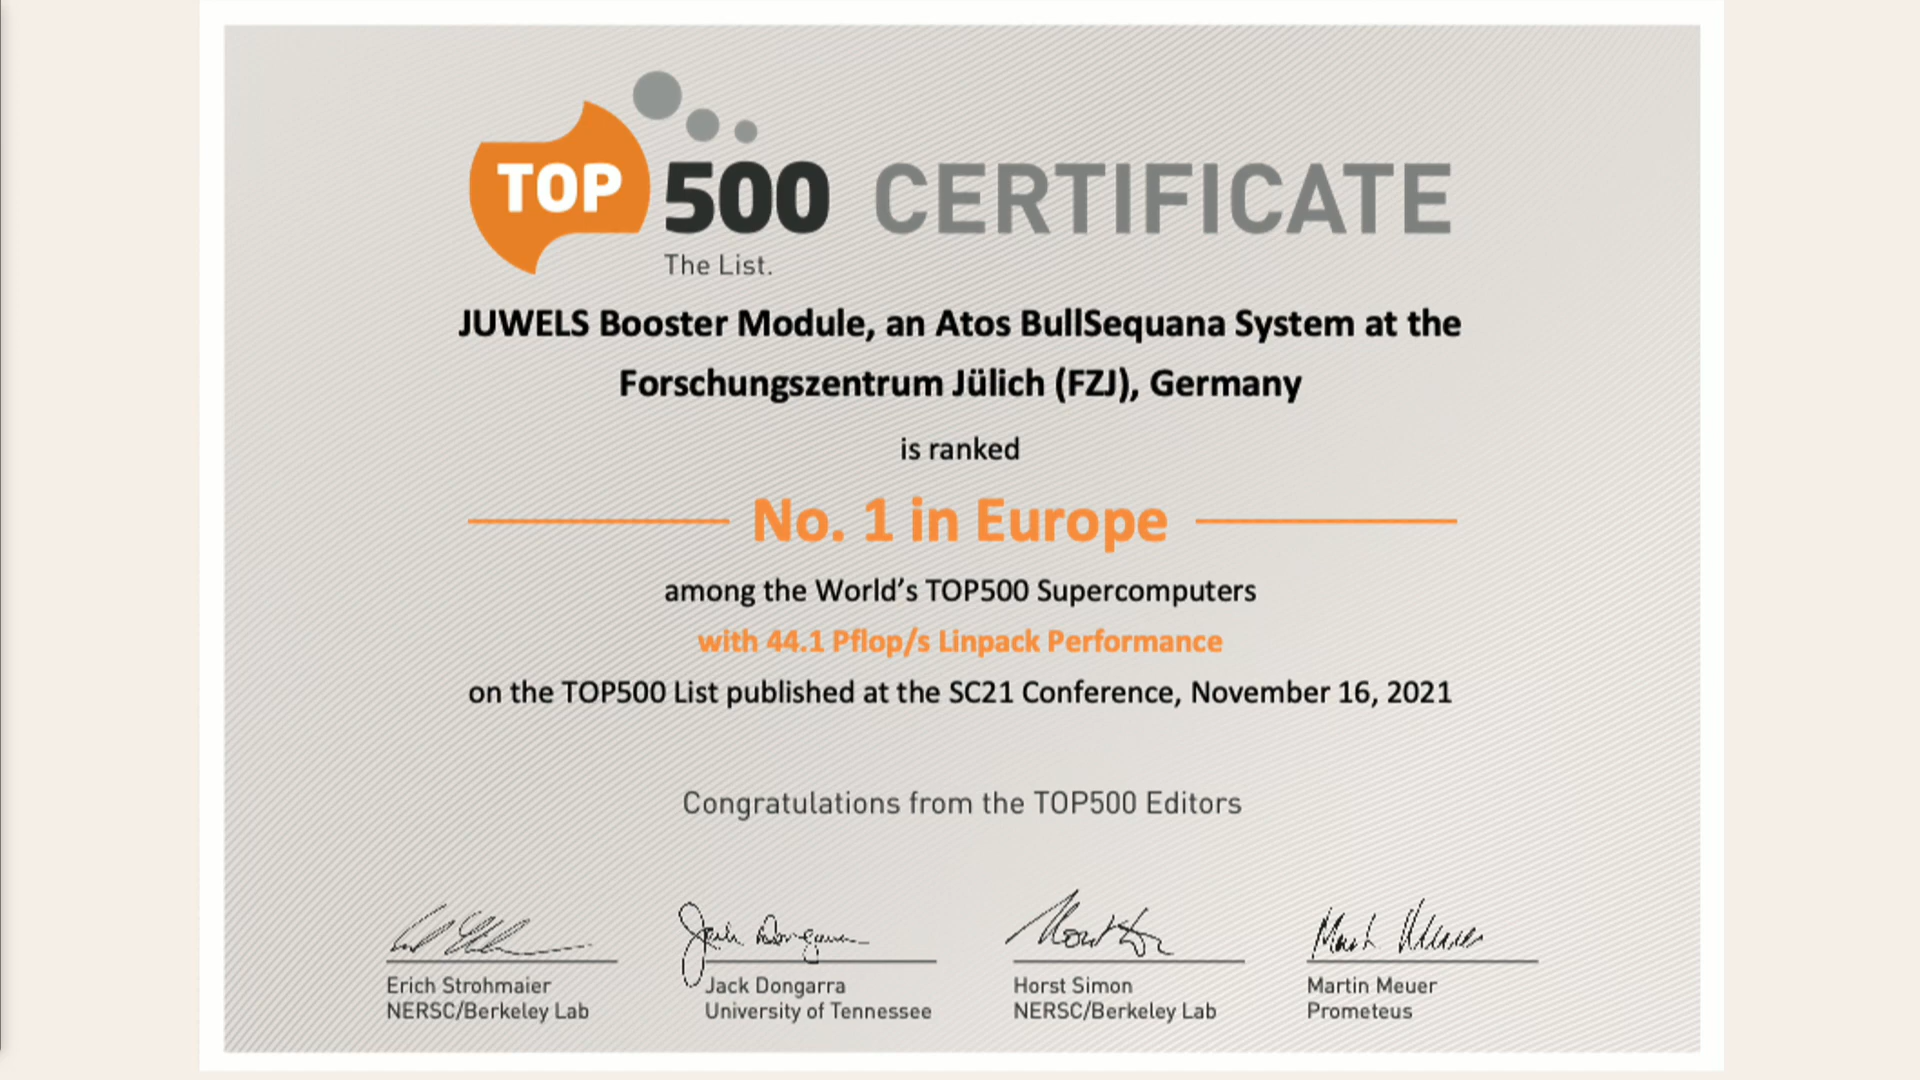 TOP 500 CERTIFICATE
The List.
JUWELS Booster Module, an Atos BullSequana System at the
Forschungszentrum Jülich (FZJ), Germany
is ranked
No. 1 in Europe
among the World's TOP500 Supercomputers
with 44.1 Pflop/s Linpack Performance
on the TOP500 List published at the SC21 Conference, November 16, 2021
Congratulations from the TOP500 Editors
Erich Strohmaier
NERSC/Berkeley Lab
Jack Dongarra
University of Tennessee
Horst Simon
NERSC/Berkeley Lab
Martin Meuer
Prometeus